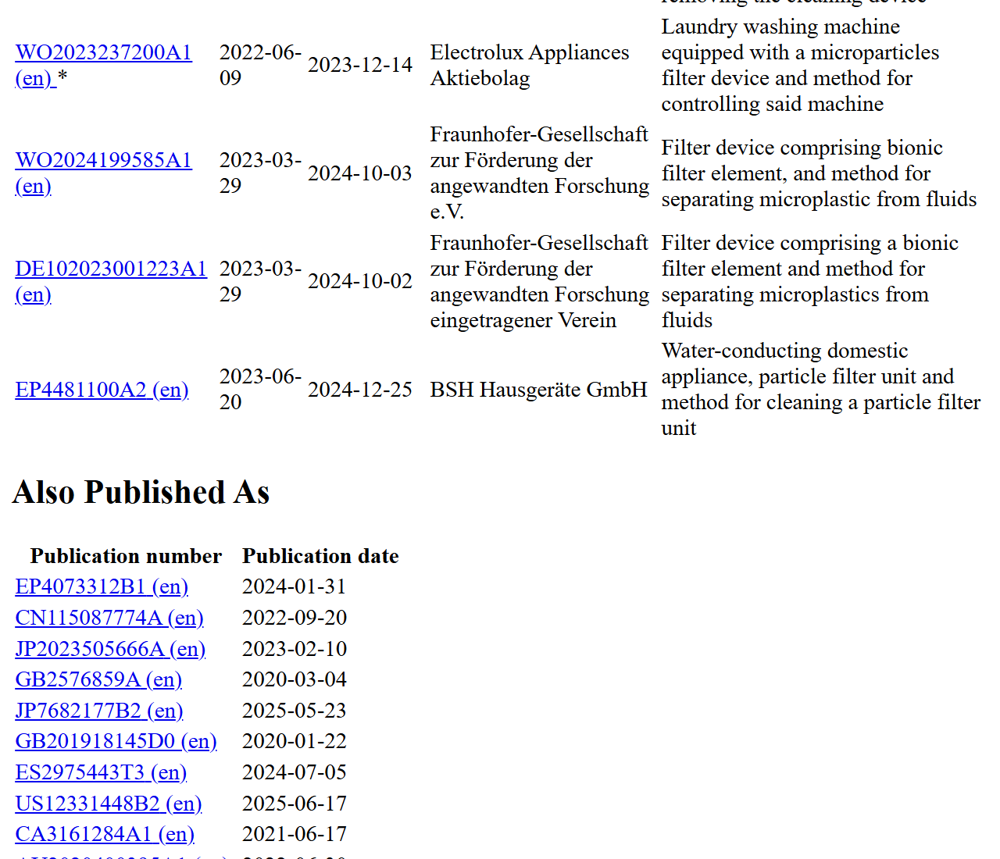 removing the cleaning device
WO2023237200A1 (en) * 2022-06-09 2023-12-14 Electrolux Appliances Aktiebolag Laundry washing machine equipped with a microparticles filter device and method for controlling said machine
WO2024199585A1 (en) 2023-03-29 2024-10-03 Fraunhofer-Gesellschaft zur Förderung der angewandten Forschung e.V. Filter device comprising bionic filter element, and method for separating microplastic from fluids
DE102023001223A1 (en) 2023-03-29 2024-10-02 Fraunhofer-Gesellschaft zur Förderung der angewandten Forschung eingetragener Verein Filter device comprising a bionic filter element and method for separating microplastics from fluids
EP4481100A2 (en) 2023-06-20 2024-12-25 BSH Hausgeräte GmbH Water-conducting domestic appliance, particle filter unit and method for cleaning a particle filter unit
Also Published As
Publication number Publication date
EP4073312B1 (en) 2024-01-31
CN115087774A (en) 2022-09-20
JP2023505666A (en) 2023-02-10
GB2576859A (en) 2020-03-04
JP7682177B2 (en) 2025-05-23
GB201918145D0 (en) 2020-01-22
ES2975443T3 (en) 2024-07-05
US12331448B2 (en) 2025-06-17
CA3161284A1 (en) 2021-06-17